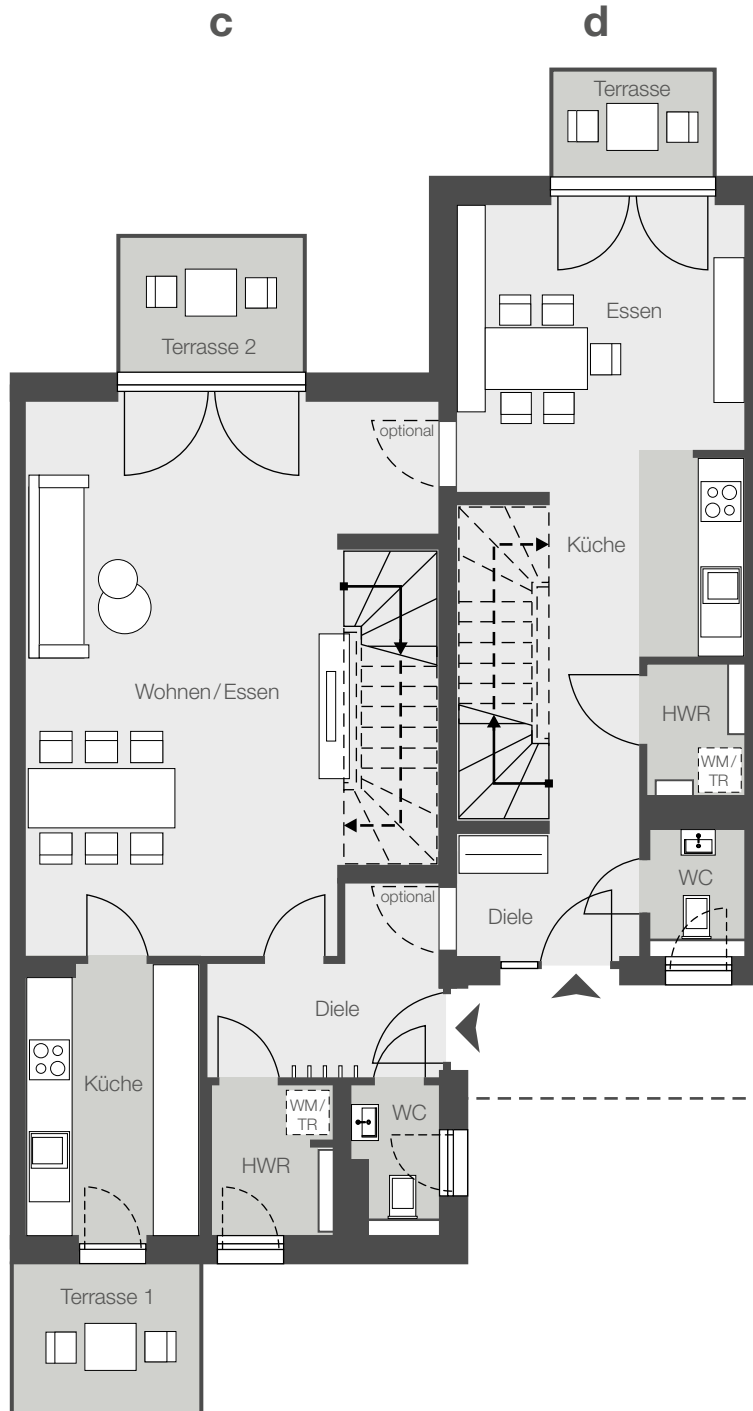 c
d
Terrasse
Terrasse 2
Essen
optional
Küche
Wohnen / Essen
HWR
WM /
TR
WC
optional
Diele
Diele
Küche
WM /
TR
WC
HWR
Terrasse 1